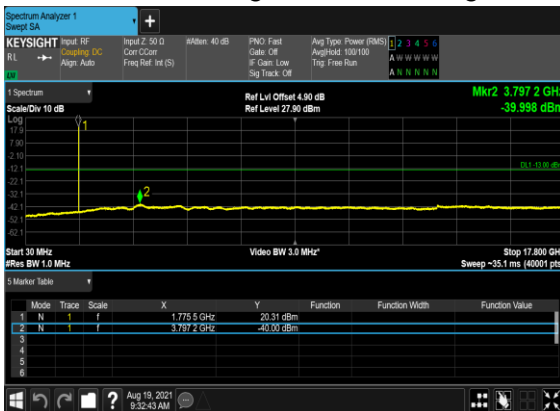 Spectrum Analyzer 1
Swept SA
KEYSIGHT Input: RF Input Z: 50 Ω #Atten: 40 dB PNO: Fast Avg Type: Power (RMS) 1 2 3 4 5 6
RL Coupling: DC Corr CCorr Gate: Off Avg|Hold: 100/100 A W W W W W
Align: Auto Freq Ref: Int (S) IF Gain: Low Trig: Free Run
LV Sig Track: Off A N N N N N
1 Spectrum Ref Lvl Offset 4.90 dB Mkr2 3.797 2 GHz
Scale/Div 10 dB Ref Level 27.90 dBm -39.998 dBm
Log 1
17.9
7.90
-2.10
-12.1 DL1 -13.00 dBm
-22.1
-32.1 2
-42.1
-52.1
-62.1
Start 30 MHz Video BW 3.0 MHz* Stop 17.800 GH
#Res BW 1.0 MHz Sweep ~35.1 ms (40001 pts
5 Marker Table
Mode Trace Scale X Y Function Function Width Function Value
1 N 1 f 1.775 5 GHz 20.31 dBm
2 N 1 f 3.797 2 GHz -40.00 dBm
3
4
5
6
? Aug 19, 2021
9:32:43 AM